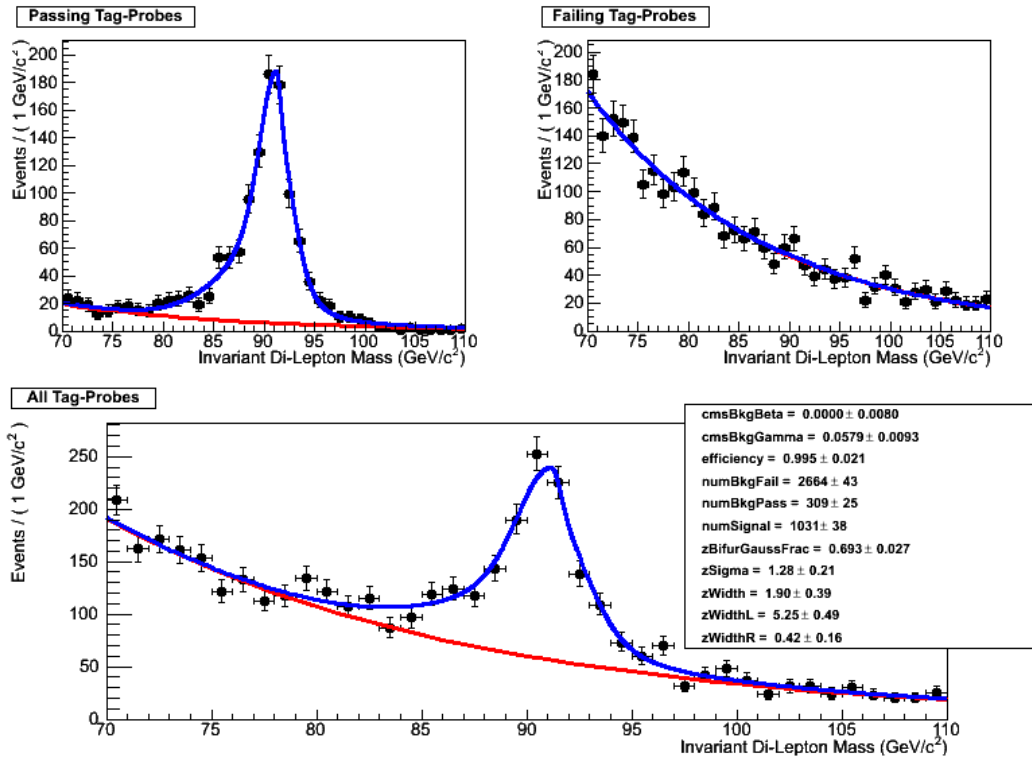 Passing Tag-Probes
Events / ( 1 GeV/c²)
200
180
160
140
120
100
80
60
40
20
0
70 75 80 85 90 95 100 105 110
Invariant Di-Lepton Mass (GeV/c²)
Failing Tag-Probes
Events / ( 1 GeV/c²)
200
180
160
140
120
100
80
60
40
20
0
70 75 80 85 90 95 100 105 110
Invariant Di-Lepton Mass (GeV/c²)
All Tag-Probes
Events / ( 1 GeV/c²)
250
200
150
100
50
0
70 75 80 85 90 95 100 105 110
Invariant Di-Lepton Mass (GeV/c²)
cmsBkgBeta = 0.0000 ± 0.0080
cmsBkgGamma = 0.0579 ± 0.0093
efficiency = 0.995 ± 0.021
numBkgFail = 2664 ± 43
numBkgPass = 309 ± 25
numSignal = 1031 ± 38
zBifurGaussFrac = 0.693 ± 0.027
zSigma = 1.28 ± 0.21
zWidth = 1.90 ± 0.39
zWidthL = 5.25 ± 0.49
zWidthR = 0.42 ± 0.16